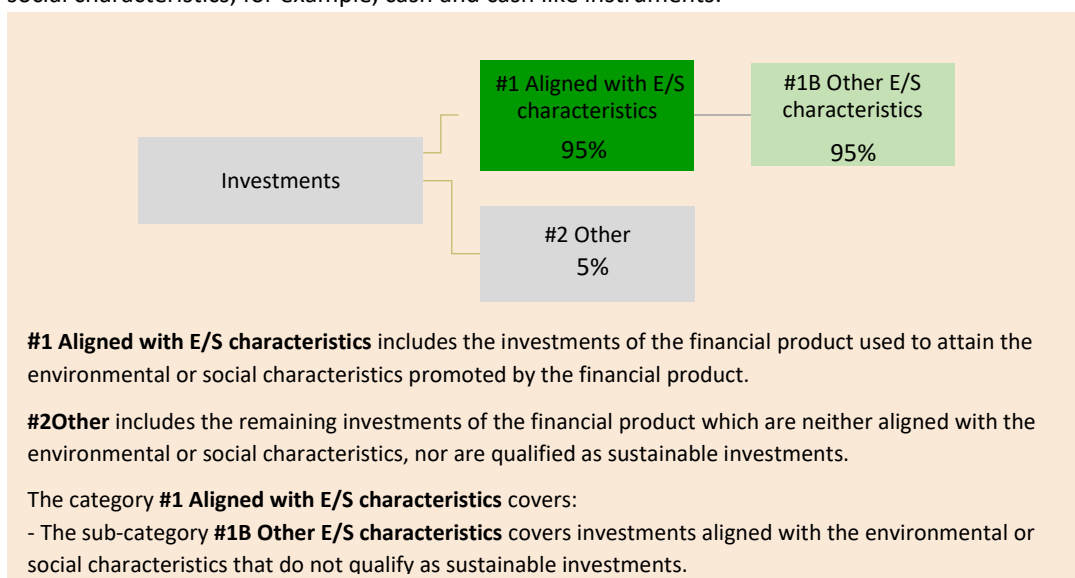 social characteristics, for example, cash and cash-like instruments.
#1 Aligned with E/S
characteristics
95%
#1B Other E/S
characteristics
95%
Investments
#2 Other
5%
#1 Aligned with E/S characteristics includes the investments of the financial product used to attain the
environmental or social characteristics promoted by the financial product.
#2Other includes the remaining investments of the financial product which are neither aligned with the
environmental or social characteristics, nor are qualified as sustainable investments.
The category #1 Aligned with E/S characteristics covers:
- The sub-category #1B Other E/S characteristics covers investments aligned with the environmental or
social characteristics that do not qualify as sustainable investments.